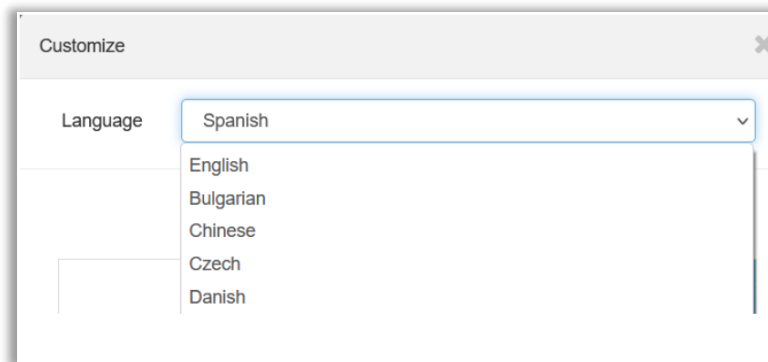 Customize
Language
Spanish
English
Bulgarian
Chinese
Czech
Danish